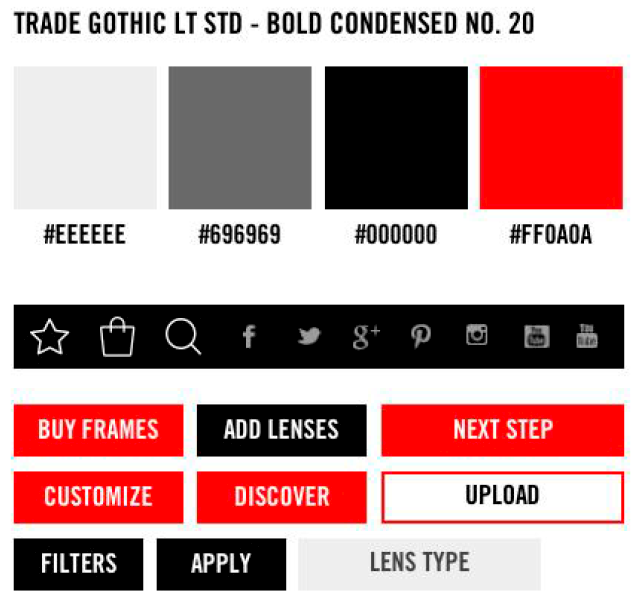 TRADE GOTHIC LT STD - BOLD CONDENSED NO. 20
#EEEEEE #696969 #000000 #FF0A0A
f g+ You Tube You Tube
BUY FRAMES ADD LENSES NEXT STEP
CUSTOMIZE DISCOVER UPLOAD
FILTERS APPLY LENS TYPE